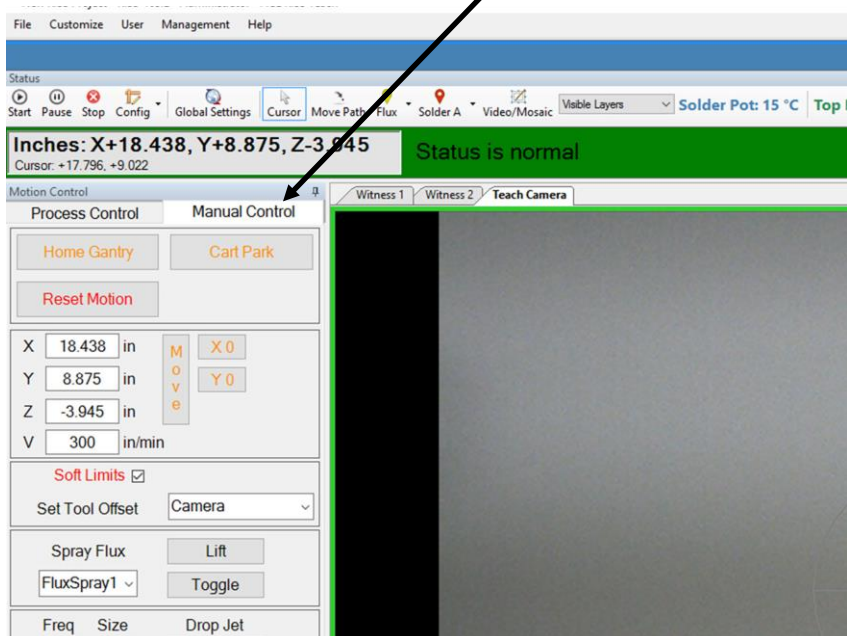 File Customize User Management Help
Status
Start Pause Stop Config Global Settings Cursor Move Path Flux Solder A Video/Mosaic Visible Layers Solder Pot: 15 °C Top
Inches: X+18.438, Y+8.875, Z-3.945
Cursor: +17.796, +9.022
Status is normal
Motion Control
Process Control Manual Control
Witness 1 Witness 2 Teach Camera
Home Gantry Cart Park
Reset Motion
X 18.438 in Move X 0
Y 8.875 in Y 0
Z -3.945 in
V 300 in/min
Soft Limits
Set Tool Offset Camera
Spray Flux Lift
FluxSpray1 Toggle
Freq Size Drop Jet